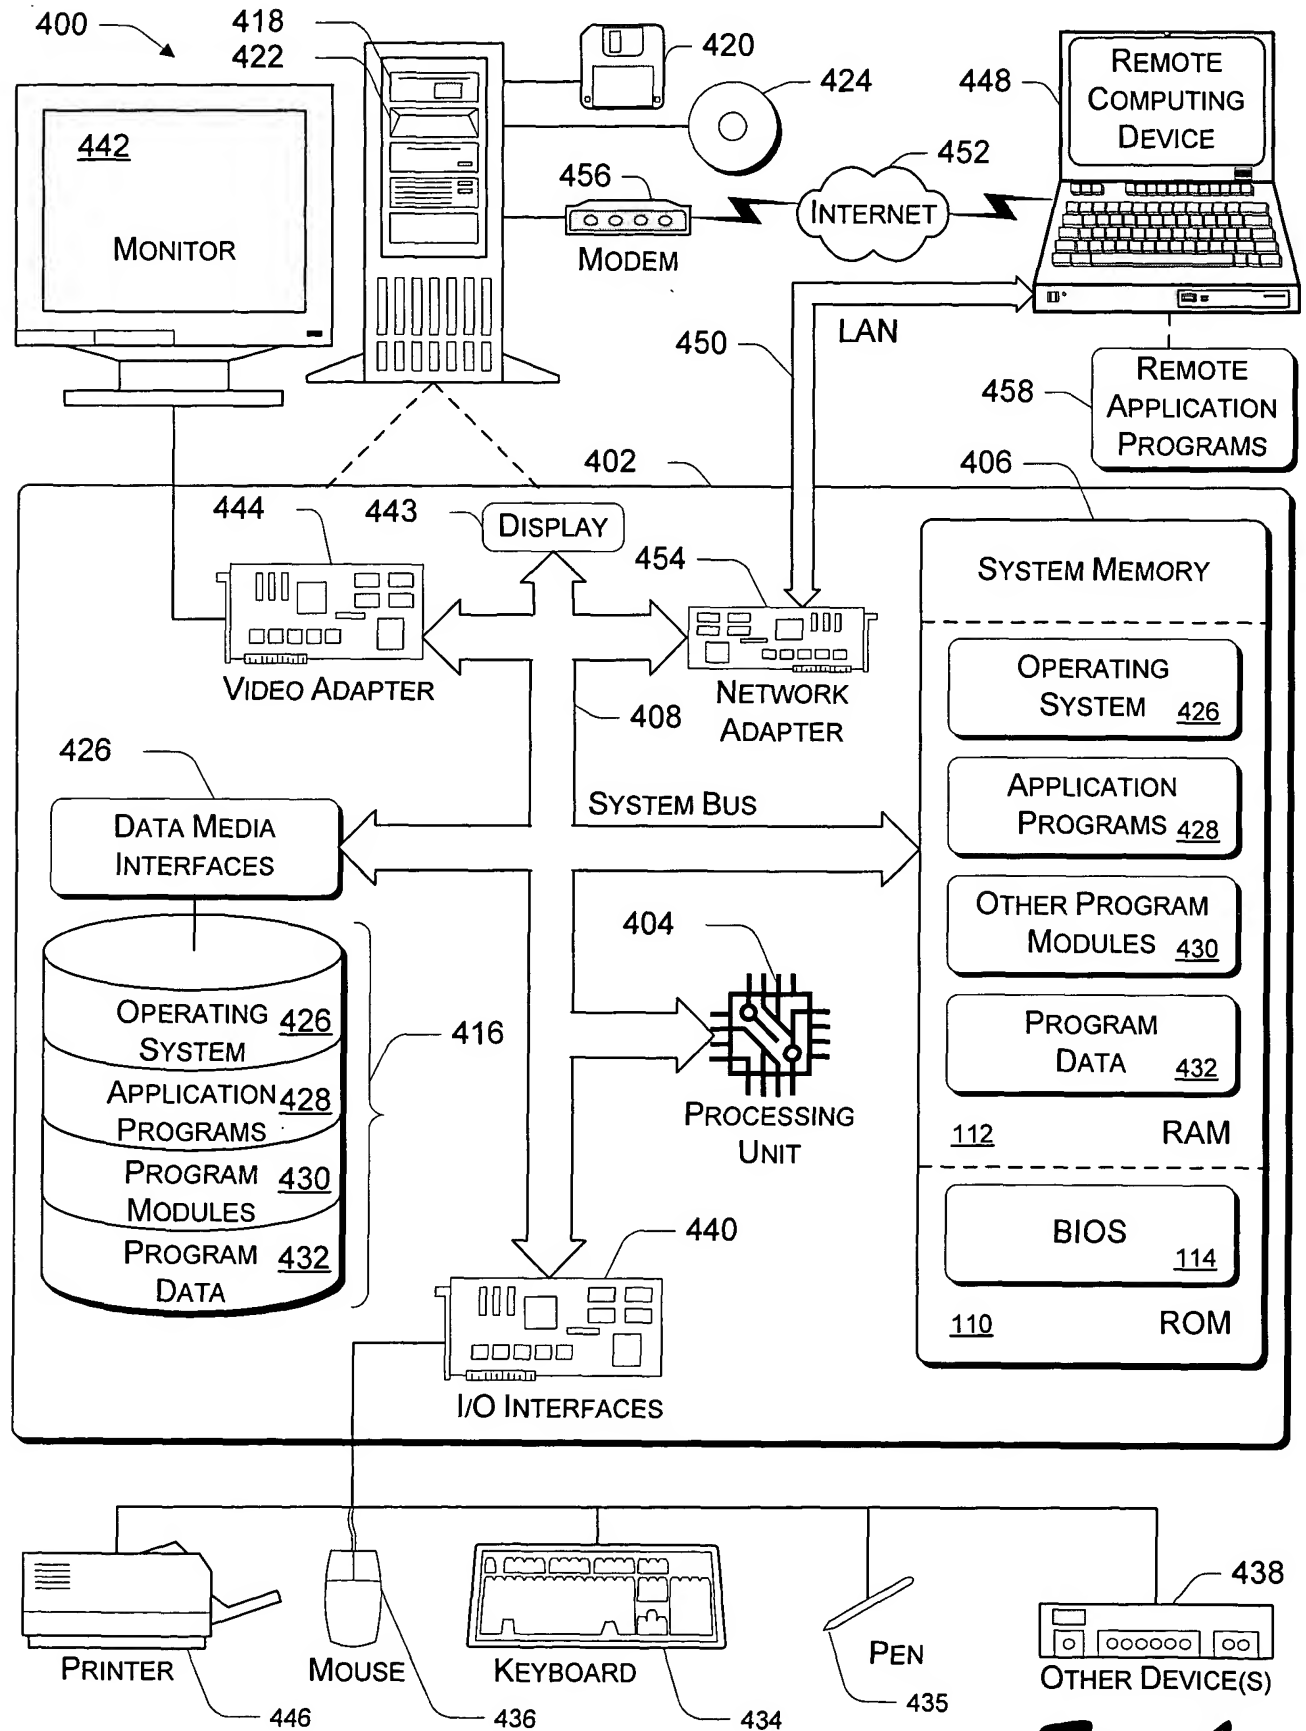 400
418
422
420
424
448
REMOTE
COMPUTING
DEVICE
442
MONITOR
456
MODEM
452
INTERNET
LAN
450
458
REMOTE
APPLICATION
PROGRAMS
402
406
444
443
DISPLAY
454
VIDEO ADAPTER
408
NETWORK
ADAPTER
SYSTEM MEMORY
OPERATING
SYSTEM 426
APPLICATION
PROGRAMS 428
OTHER PROGRAM
MODULES 430
PROGRAM
DATA 432
112 RAM
BIOS
114
110 ROM
426
DATA MEDIA
INTERFACES
SYSTEM BUS
404
PROCESSING
UNIT
OPERATING
SYSTEM 426
APPLICATION
PROGRAMS 428
PROGRAM
MODULES 430
PROGRAM
DATA 432
416
440
I/O INTERFACES
PRINTER
446
MOUSE
436
KEYBOARD
434
PEN
435
438
OTHER DEVICE(S)